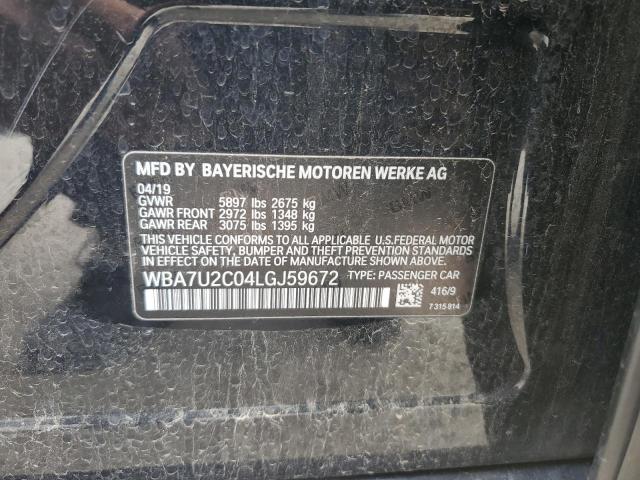 MFD BY BAYERISCHE MOTOREN WERKE AG
04/19
GVWR 5897 lbs 2675 kg
GAWR FRONT 2972 lbs 1348 kg
GAWR REAR 3075 lbs 1395 kg
THIS VEHICLE CONFORMS TO ALL APPLICABLE U.S.FEDERAL MOTOR
VEHICLE SAFETY, BUMPER AND THEFT PREVENTION STANDARDS
IN EFFECT ON THE DATE OF MANUFACTURE SHOWN ABOVE.
WBA7U2C04LGJ59672 TYPE: PASSENGER CAR
416/9
7 315 814